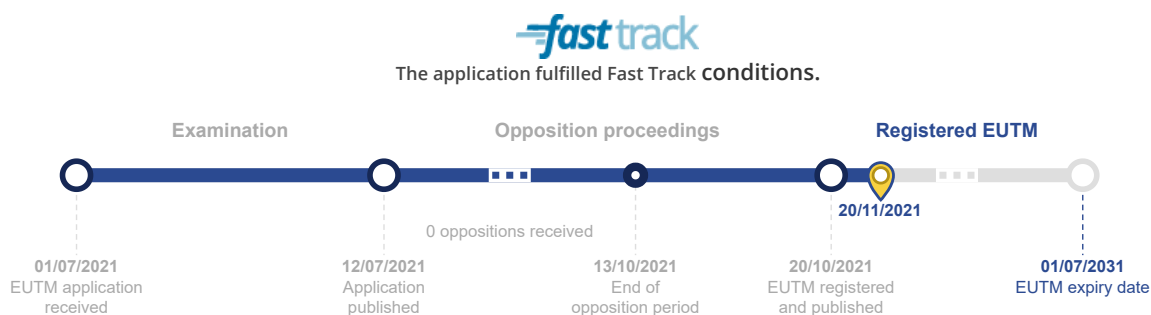 fast track
The application fulfilled Fast Track conditions.
Examination
Opposition proceedings
Registered EUTM
20/11/2021
0 oppositions received
01/07/2021
EUTM application
received
12/07/2021
Application
published
13/10/2021
End of
opposition period
20/10/2021
EUTM registered
and published
01/07/2031
EUTM expiry date